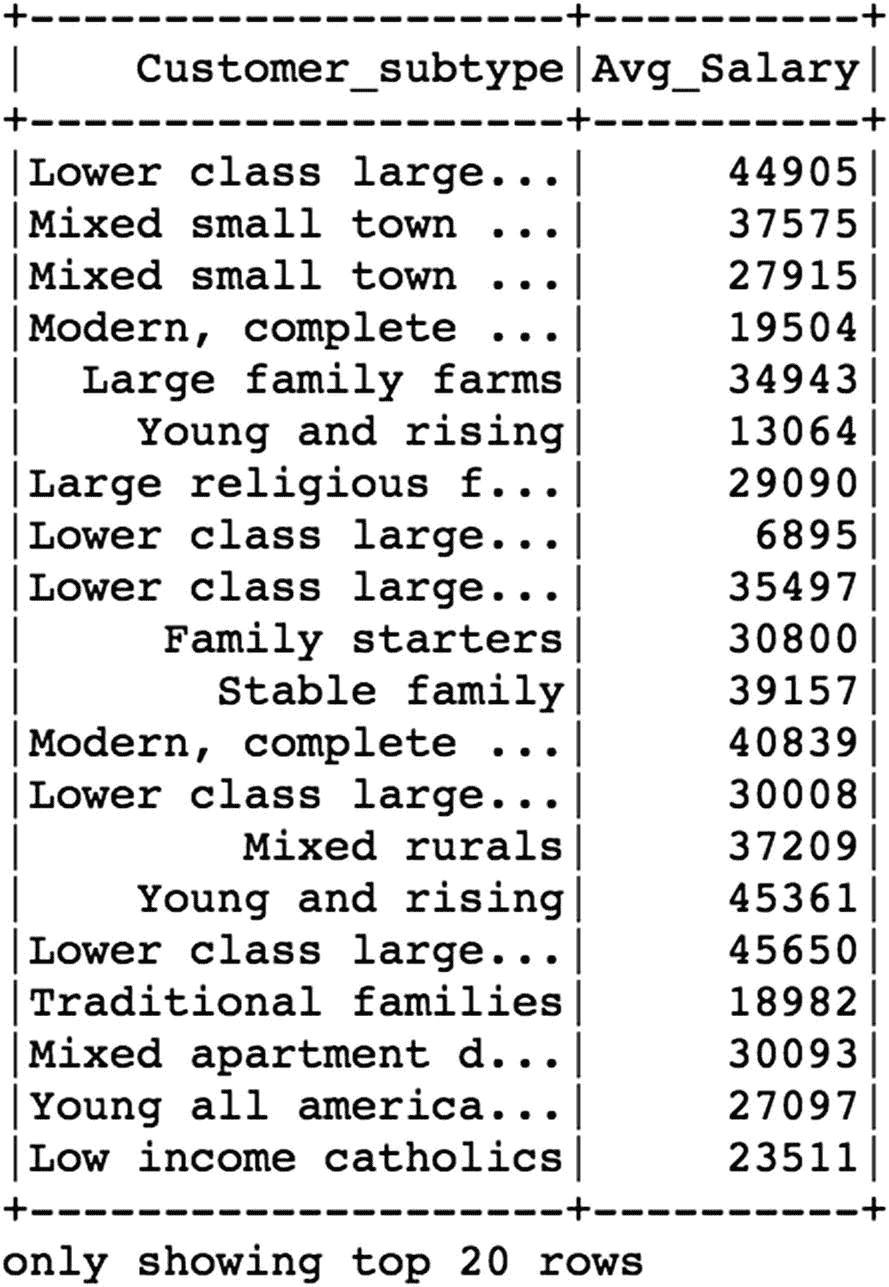 +--------------------+----------+
|    Customer_subtype|Avg_Salary|
+--------------------+----------+
|Lower class large...|     44905|
|Mixed small town ...|     37575|
|Mixed small town ...|     27915|
|Modern, complete ...|     19504|
|  Large family farms|     34943|
|    Young and rising|     13064|
|Large religious f...|     29090|
|Lower class large...|      6895|
|Lower class large...|     35497|
|     Family starters|     30800|
|       Stable family|     39157|
|Modern, complete ...|     40839|
|Lower class large...|     30008|
|        Mixed rurals|     37209|
|    Young and rising|     45361|
|Lower class large...|     45650|
|Traditional families|     18982|
|Mixed apartment d...|     30093|
|Young all america...|     27097|
|Low income catholics|     23511|
+--------------------+----------+
only showing top 20 rows